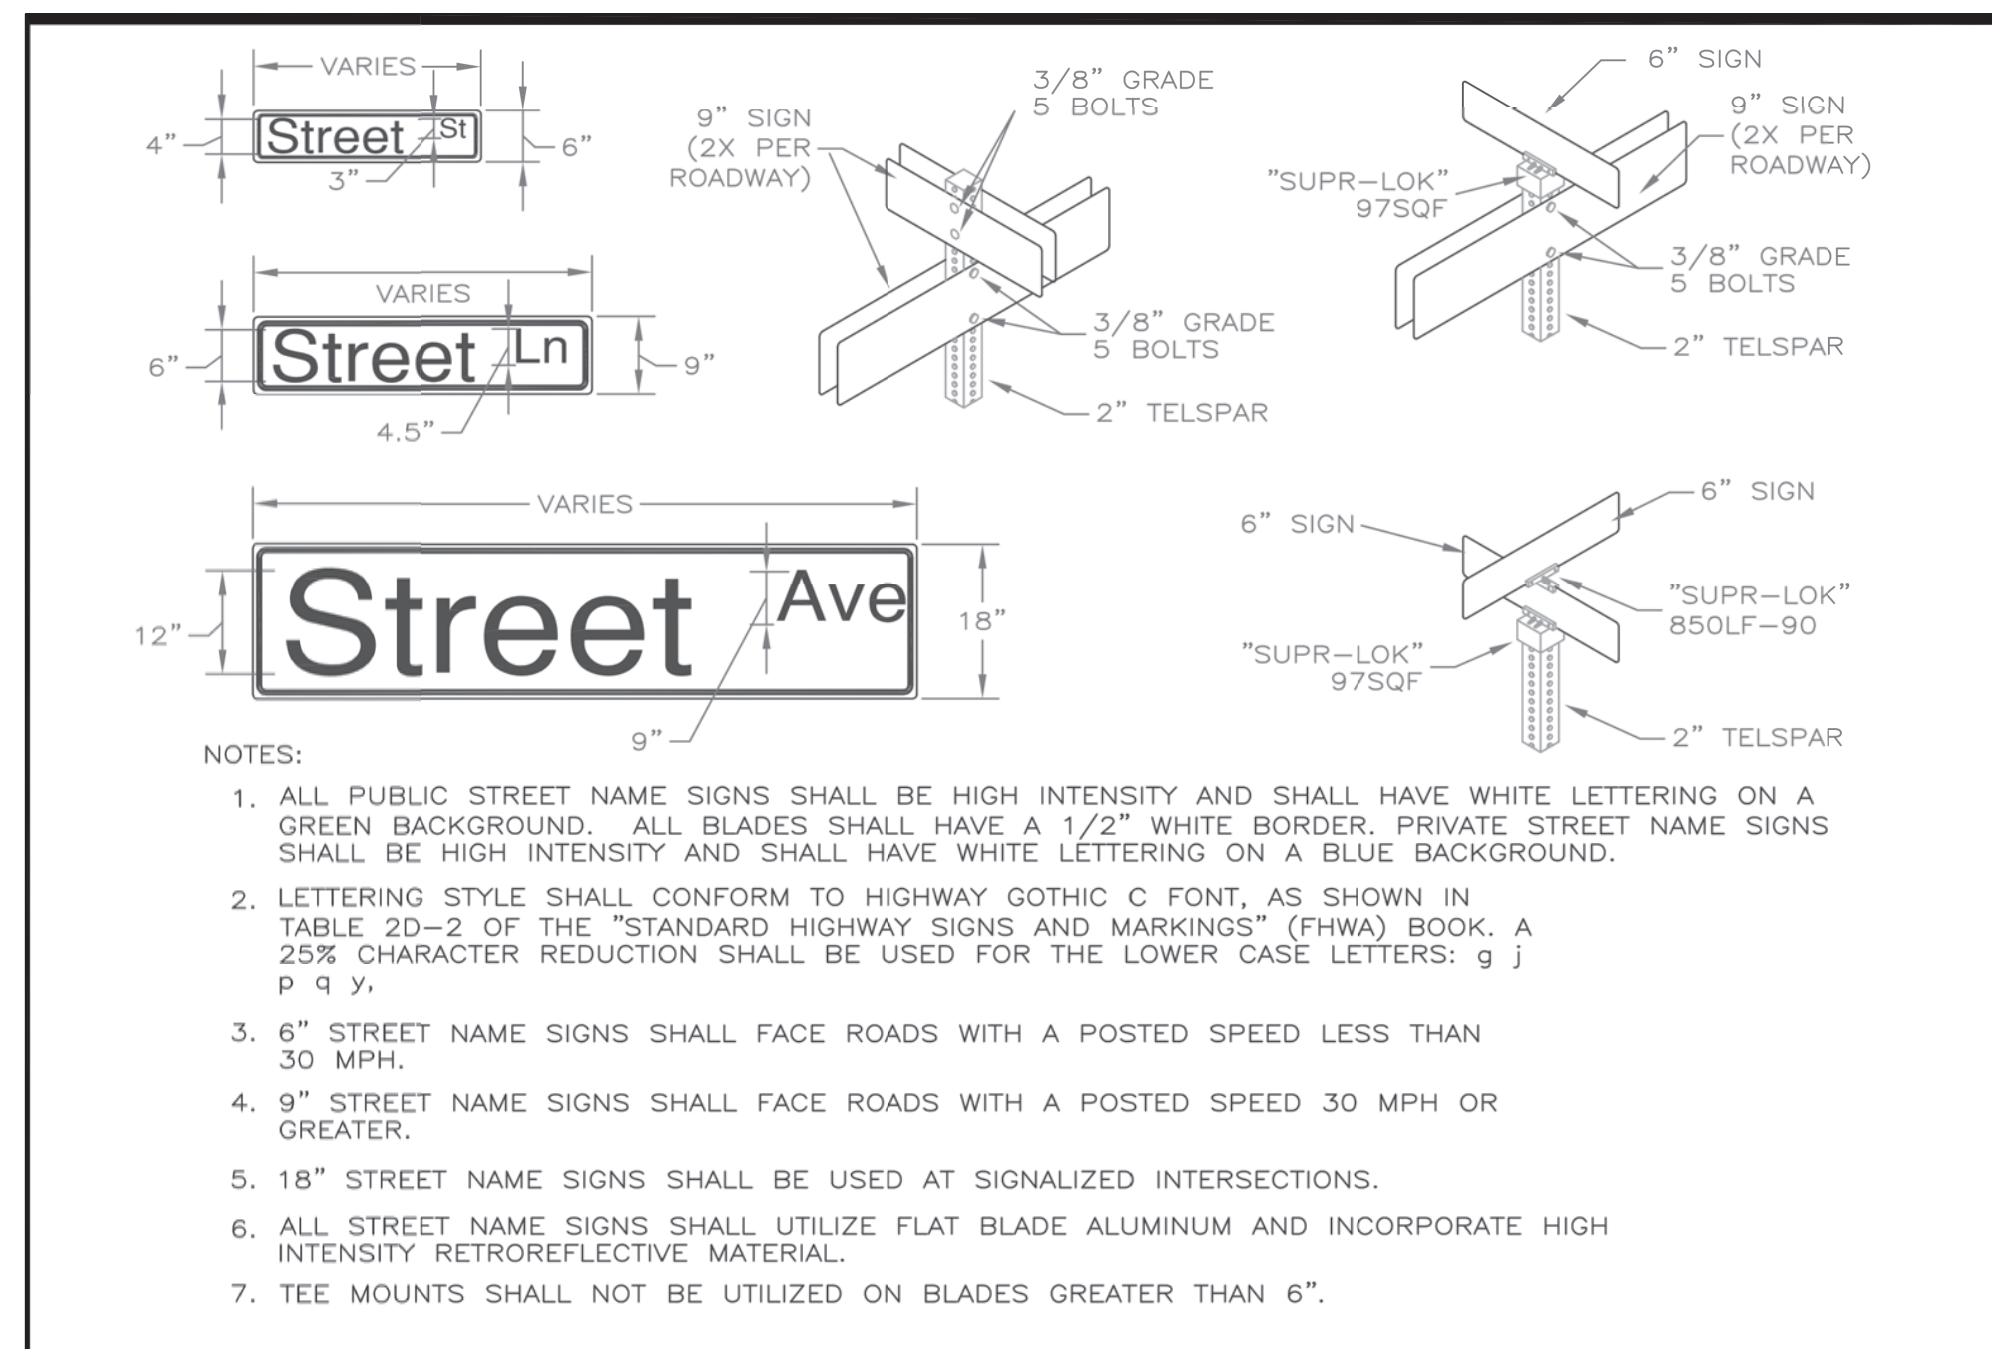 VARIES
4"
Street St
6"
3"
VARIES
6"
Street Ln
9"
4.5"
VARIES
12"
Street Ave
18"
9"
9" SIGN
(2X PER
ROADWAY)
3/8" GRADE
5 BOLTS
3/8" GRADE
5 BOLTS
2" TELSPAR
6" SIGN
9" SIGN
(2X PER
ROADWAY)
"SUPR-LOK"
97SQF
3/8" GRADE
5 BOLTS
2" TELSPAR
6" SIGN
6" SIGN
"SUPR-LOK"
850LF-90
"SUPR-LOK"
97SQF
2" TELSPAR
NOTES:
1. ALL PUBLIC STREET NAME SIGNS SHALL BE HIGH INTENSITY AND SHALL HAVE WHITE LETTERING ON A
GREEN BACKGROUND. ALL BLADES SHALL HAVE A 1/2" WHITE BORDER. PRIVATE STREET NAME SIGNS
SHALL BE HIGH INTENSITY AND SHALL HAVE WHITE LETTERING ON A BLUE BACKGROUND.
2. LETTERING STYLE SHALL CONFORM TO HIGHWAY GOTHIC C FONT, AS SHOWN IN
TABLE 2D-2 OF THE "STANDARD HIGHWAY SIGNS AND MARKINGS" (FHWA) BOOK. A
25% CHARACTER REDUCTION SHALL BE USED FOR THE LOWER CASE LETTERS: g j
p q y,
3. 6" STREET NAME SIGNS SHALL FACE ROADS WITH A POSTED SPEED LESS THAN
30 MPH.
4. 9" STREET NAME SIGNS SHALL FACE ROADS WITH A POSTED SPEED 30 MPH OR
GREATER.
5. 18" STREET NAME SIGNS SHALL BE USED AT SIGNALIZED INTERSECTIONS.
6. ALL STREET NAME SIGNS SHALL UTILIZE FLAT BLADE ALUMINUM AND INCORPORATE HIGH
INTENSITY RETROREFLECTIVE MATERIAL.
7. TEE MOUNTS SHALL NOT BE UTILIZED ON BLADES GREATER THAN 6".